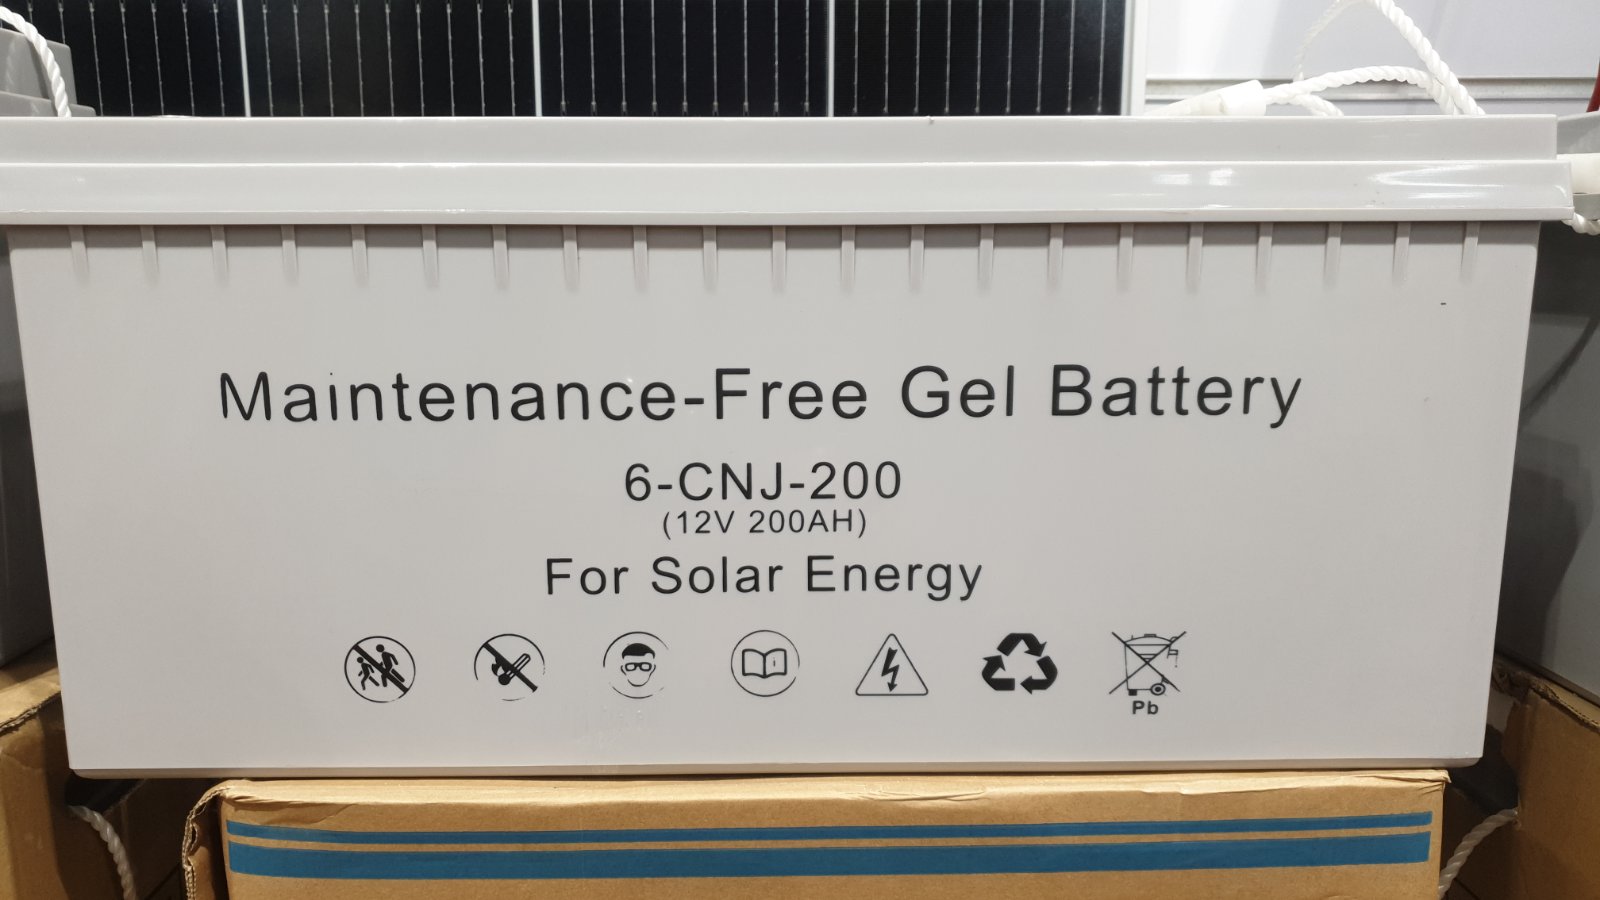 Maintenance-Free Gel Battery
6-CNJ-200
(12V 200AH)
For Solar Energy
Pb